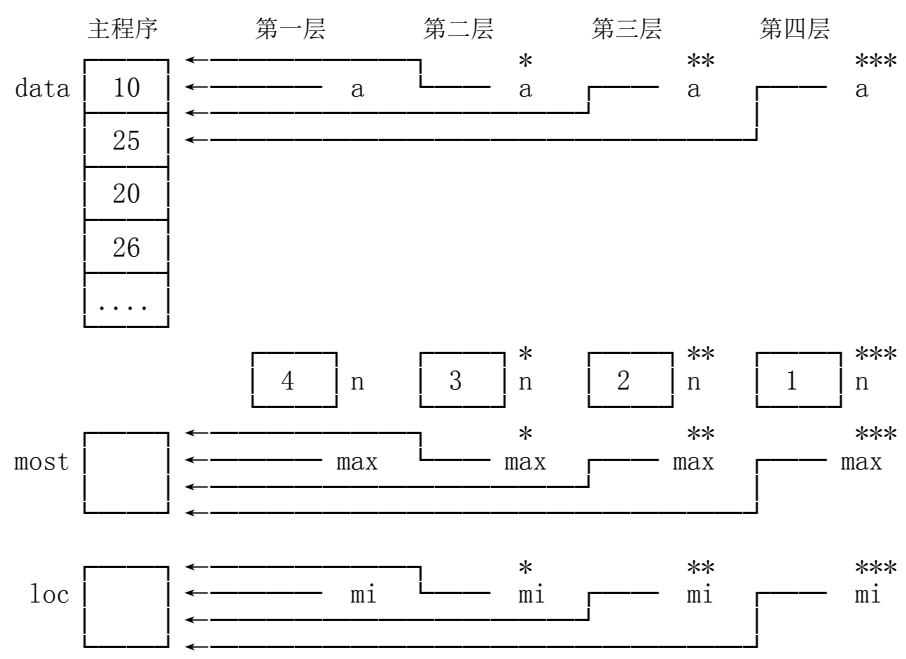 主程序 第一层 第二层 第三层 第四层
* ** ***
data 10 a a a a
25
20
26
....
* ** ***
4 n 3 n 2 n 1 n
* ** ***
most max max max max
* ** ***
loc mi mi mi mi